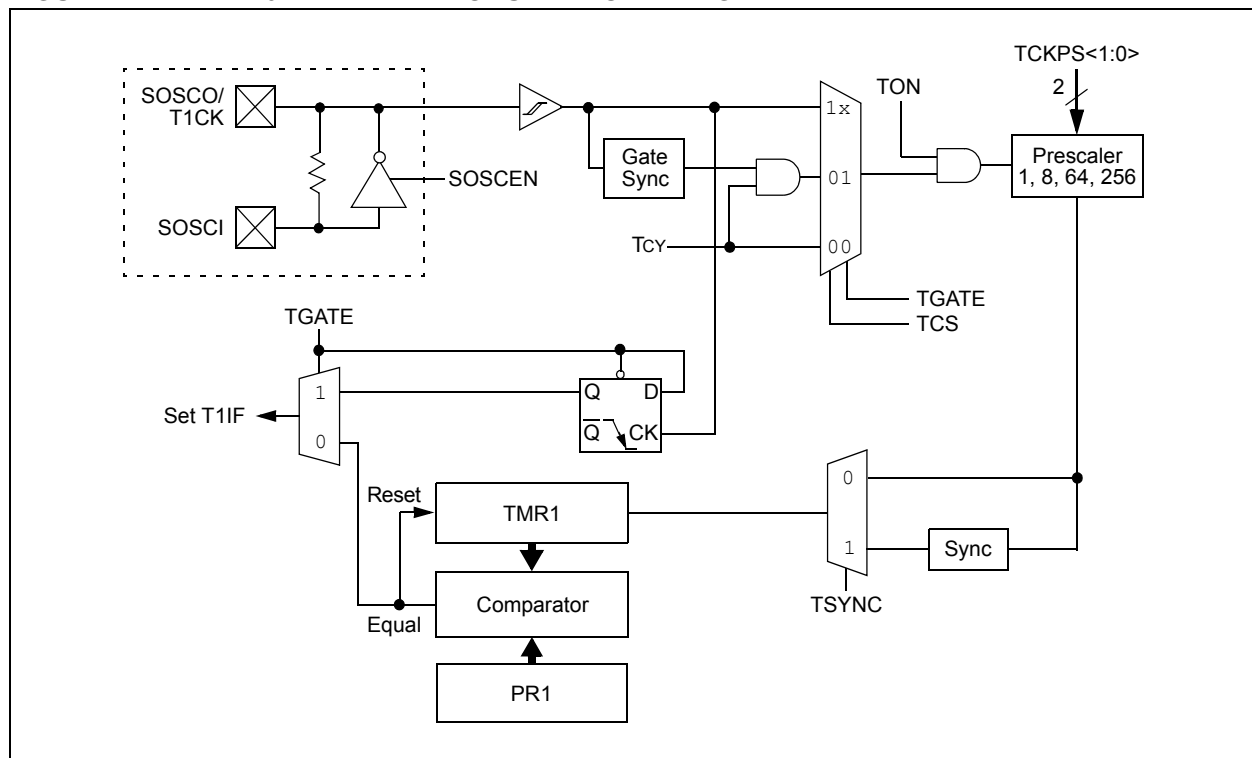 SOSCO/
T1CK
SOSCI
SOSCEN
Gate
Sync
TCY
1x
01
00
TGATE
TCS
TON
TCKPS<1:0>
2
Prescaler
1, 8, 64, 256
TGATE
1
0
Set T1IF
Q
D
Q
CK
Reset
TMR1
Equal
Comparator
PR1
0
1
Sync
TSYNC